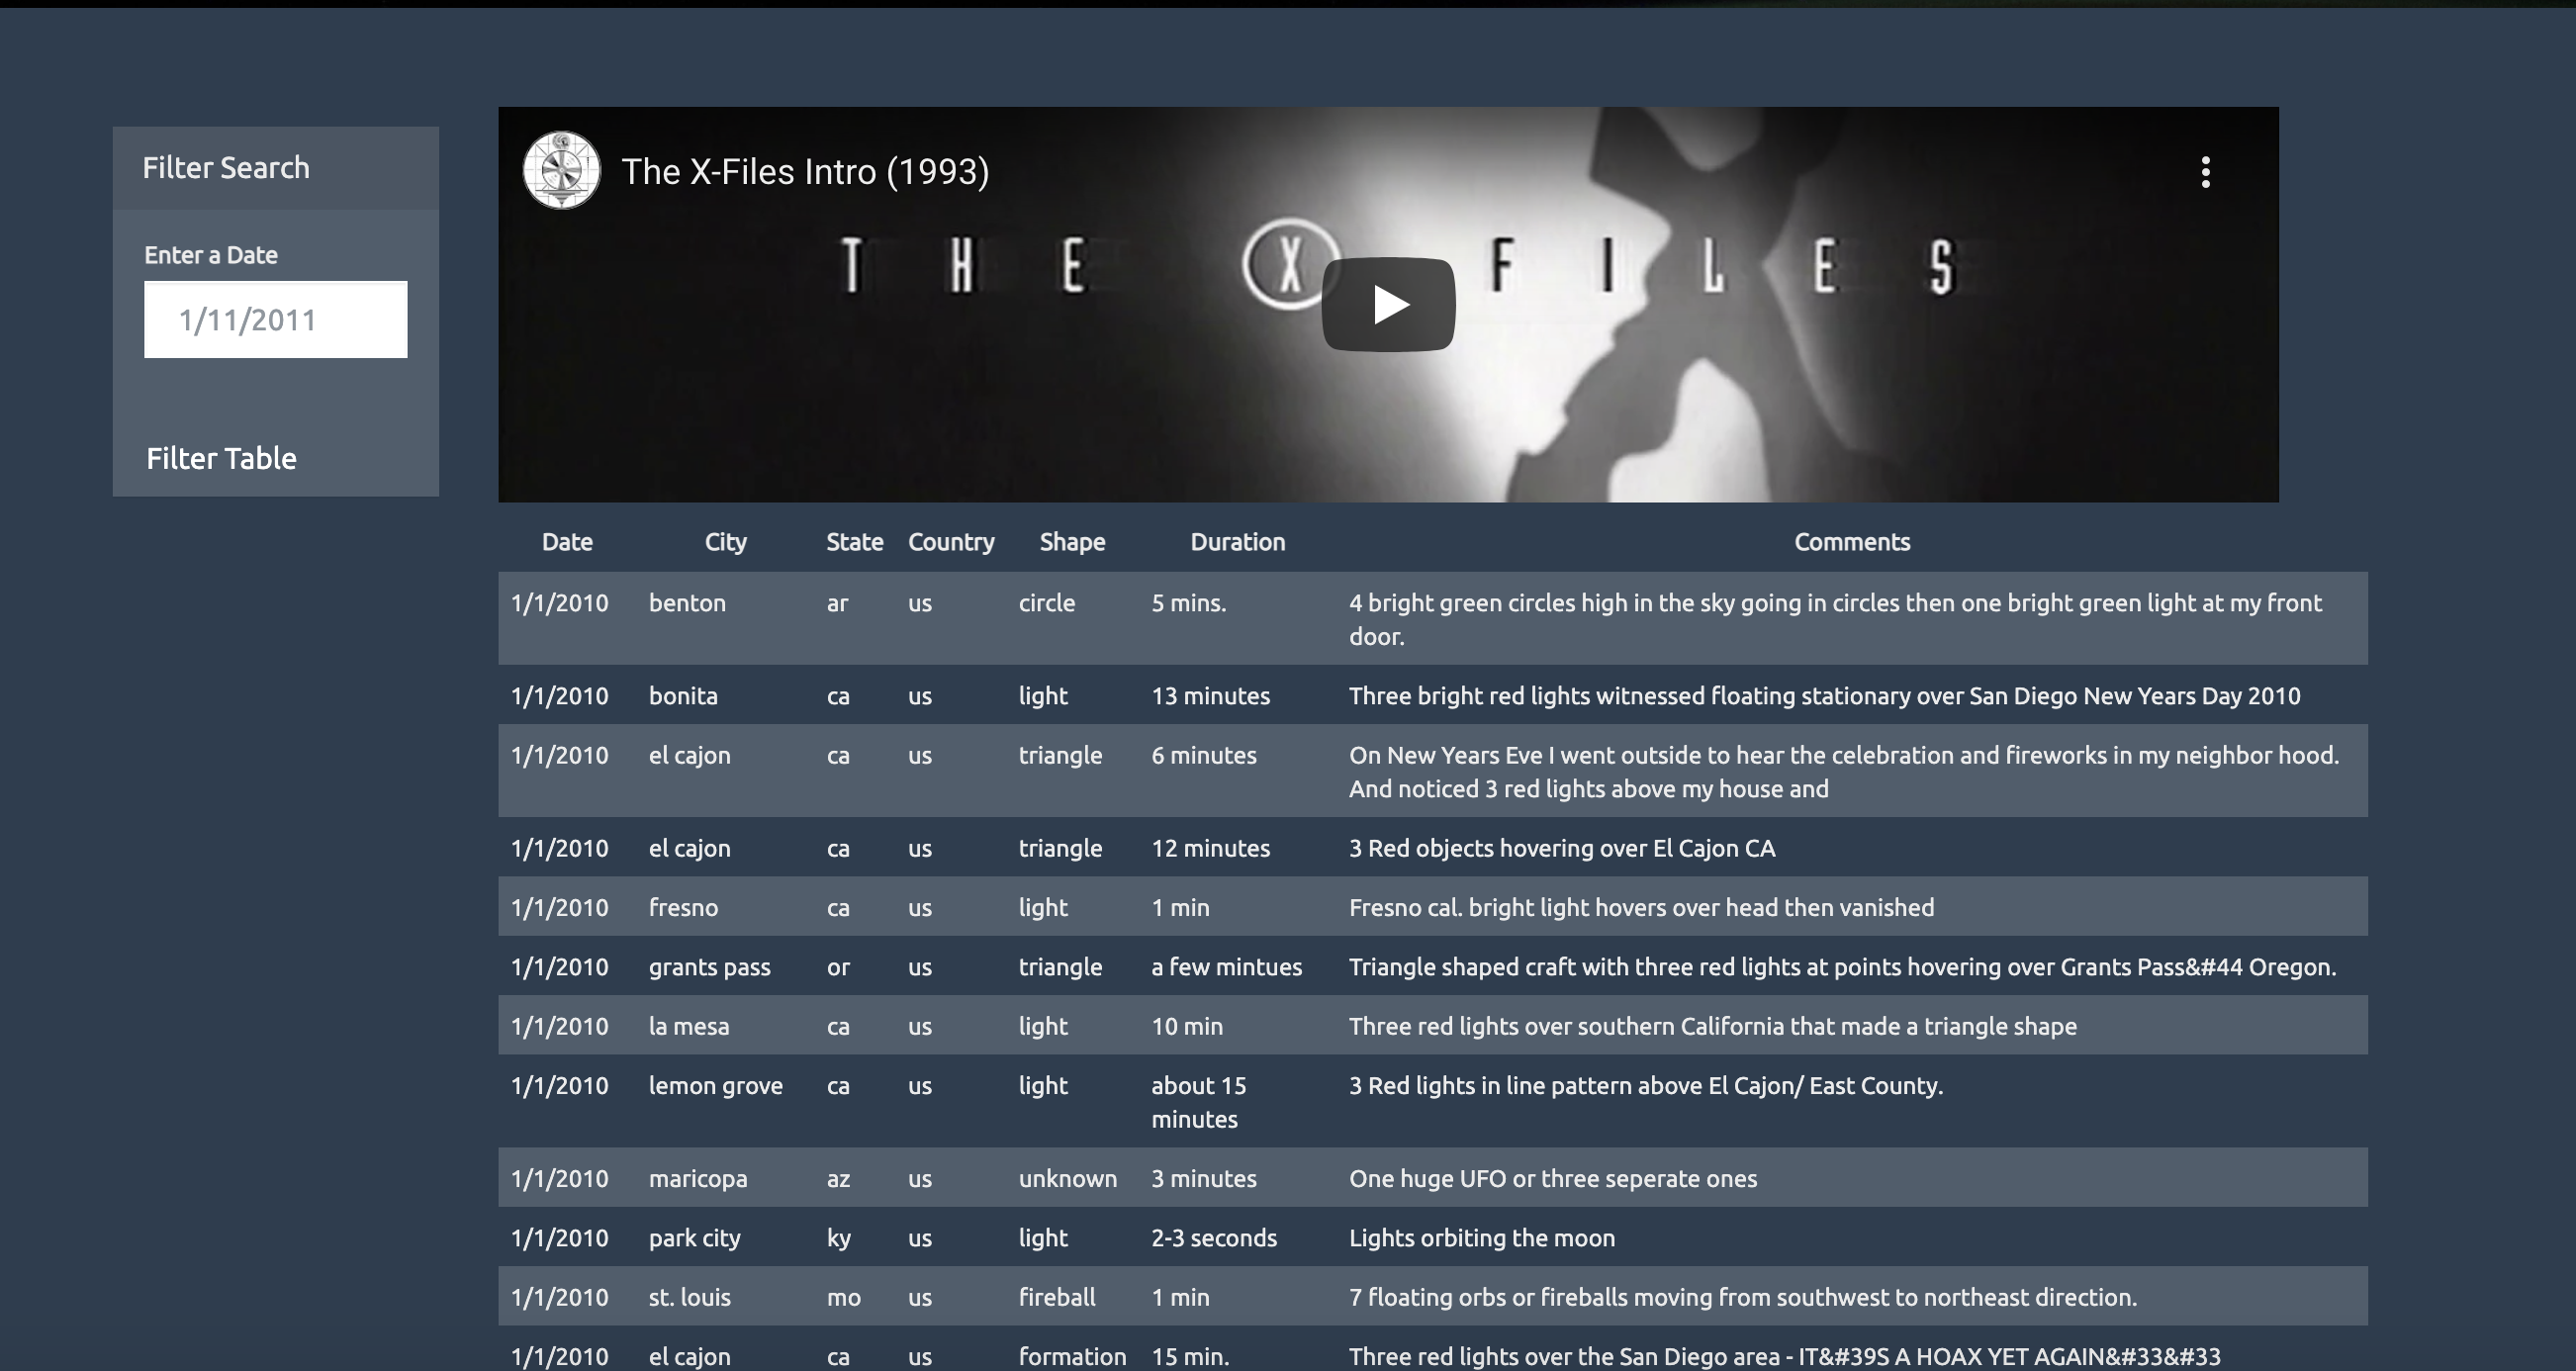 Filter Search
Enter a Date
1/11/2011
Filter Table
The X-Files Intro (1993)
THE X FILES
Date City State Country Shape Duration Comments
1/1/2010 benton ar us circle 5 mins. 4 bright green circles high in the sky going in circles then one bright green light at my front
door.
1/1/2010 bonita ca us light 13 minutes Three bright red lights witnessed floating stationary over San Diego New Years Day 2010
1/1/2010 el cajon ca us triangle 6 minutes On New Years Eve I went outside to hear the celebration and fireworks in my neighbor hood.
And noticed 3 red lights above my house and
1/1/2010 el cajon ca us triangle 12 minutes 3 Red objects hovering over El Cajon CA
1/1/2010 fresno ca us light 1 min Fresno cal. bright light hovers over head then vanished
1/1/2010 grants pass or us triangle a few mintues Triangle shaped craft with three red lights at points hovering over Grants Pass&#44 Oregon.
1/1/2010 la mesa ca us light 10 min Three red lights over southern California that made a triangle shape
1/1/2010 lemon grove ca us light about 15 3 Red lights in line pattern above El Cajon/ East County.
minutes
1/1/2010 maricopa az us unknown 3 minutes One huge UFO or three seperate ones
1/1/2010 park city ky us light 2-3 seconds Lights orbiting the moon
1/1/2010 st. louis mo us fireball 1 min 7 floating orbs or fireballs moving from southwest to northeast direction.
1/1/2010 el cajon ca us formation 15 min. Three red lights over the San Diego area - IT&#39S A HOAX YET AGAIN&#33&#33